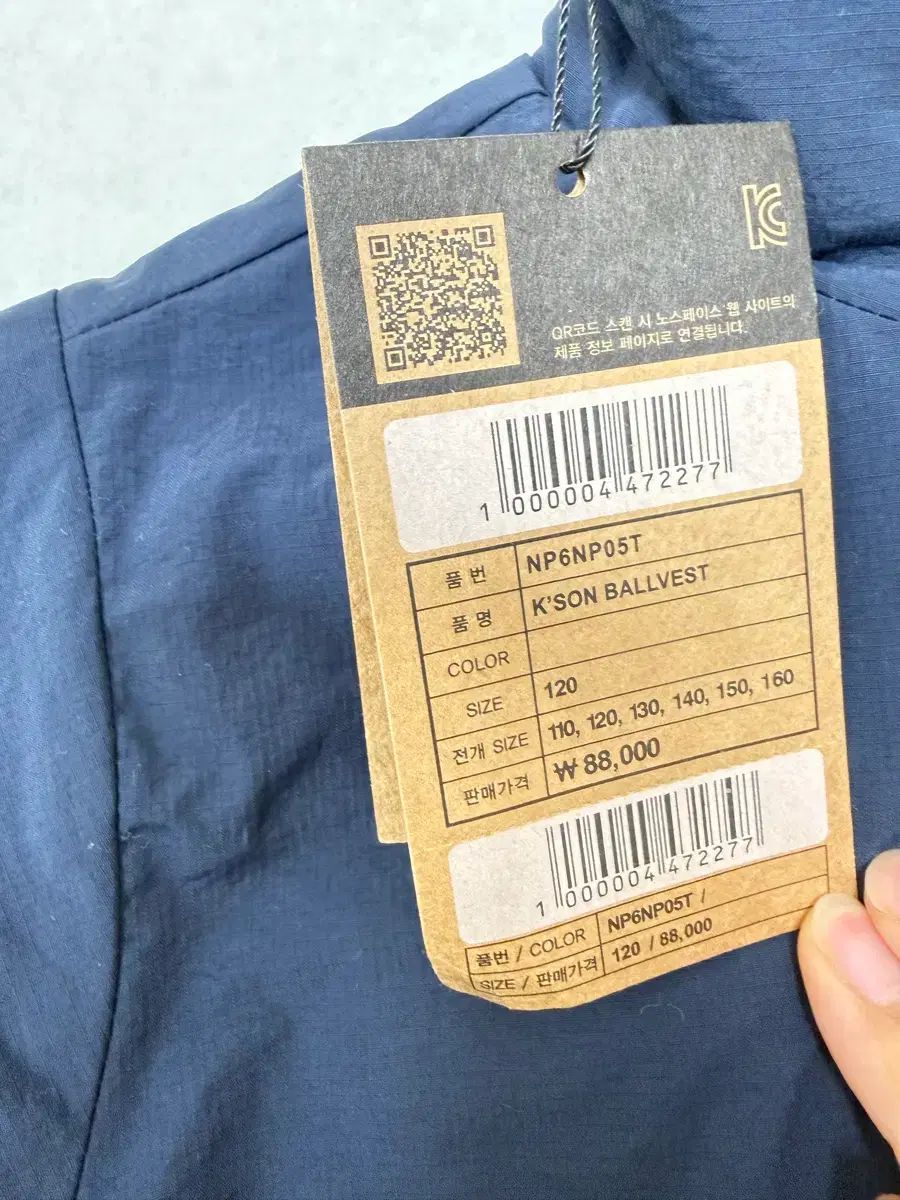 KC
QR코드 스캔 시 노스페이스 웹 사이트의
제품 정보 페이지로 연결됩니다.
1 000004 472277
품 번 NP6NP05T
품 명 K'SON BALLVEST
COLOR
SIZE 120
전개 SIZE 110, 120, 130, 140, 150, 160
판매가격 ₩ 88,000
1 000004 472277
품번 / COLOR NP6NP05T /
SIZE / 판매가격 120 / 88,000